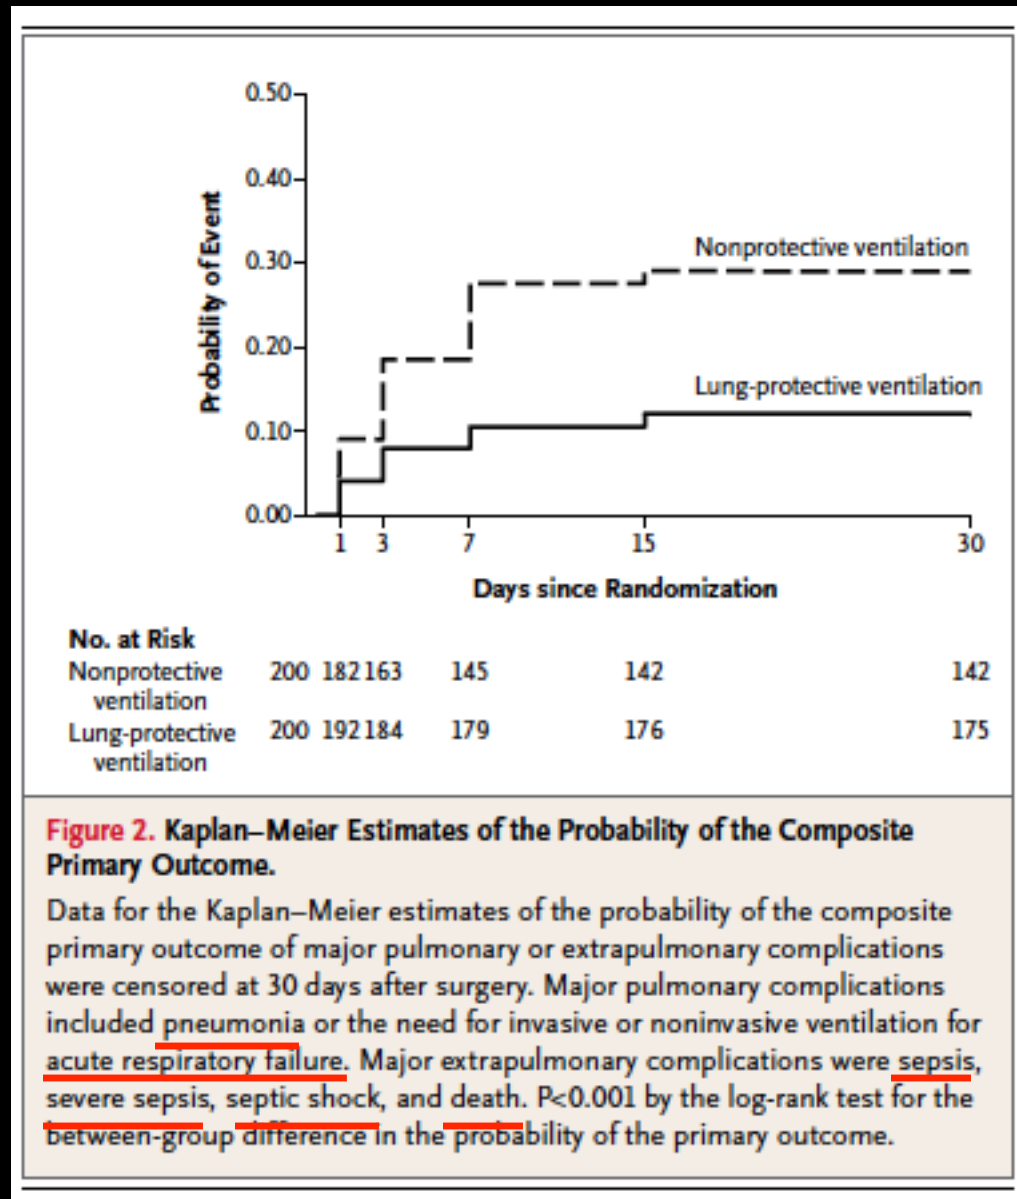 0.50
0.40
Nonprotective ventilation
0.30
Probability of Event
0.20
Lung-protective ventilation
0.10
0.00
1 3 7 15 30
Days since Randomization
No. at Risk
Nonprotective 200 182 163 145 142 142
ventilation
Lung-protective 200 192 184 179 176 175
ventilation
Figure 2. Kaplan–Meier Estimates of the Probability of the Composite
Primary Outcome.
Data for the Kaplan–Meier estimates of the probability of the composite
primary outcome of major pulmonary or extrapulmonary complications
were censored at 30 days after surgery. Major pulmonary complications
included pneumonia or the need for invasive or noninvasive ventilation for
acute respiratory failure. Major extrapulmonary complications were sepsis,
severe sepsis, septic shock, and death. P<0.001 by the log-rank test for the
between-group difference in the probability of the primary outcome.